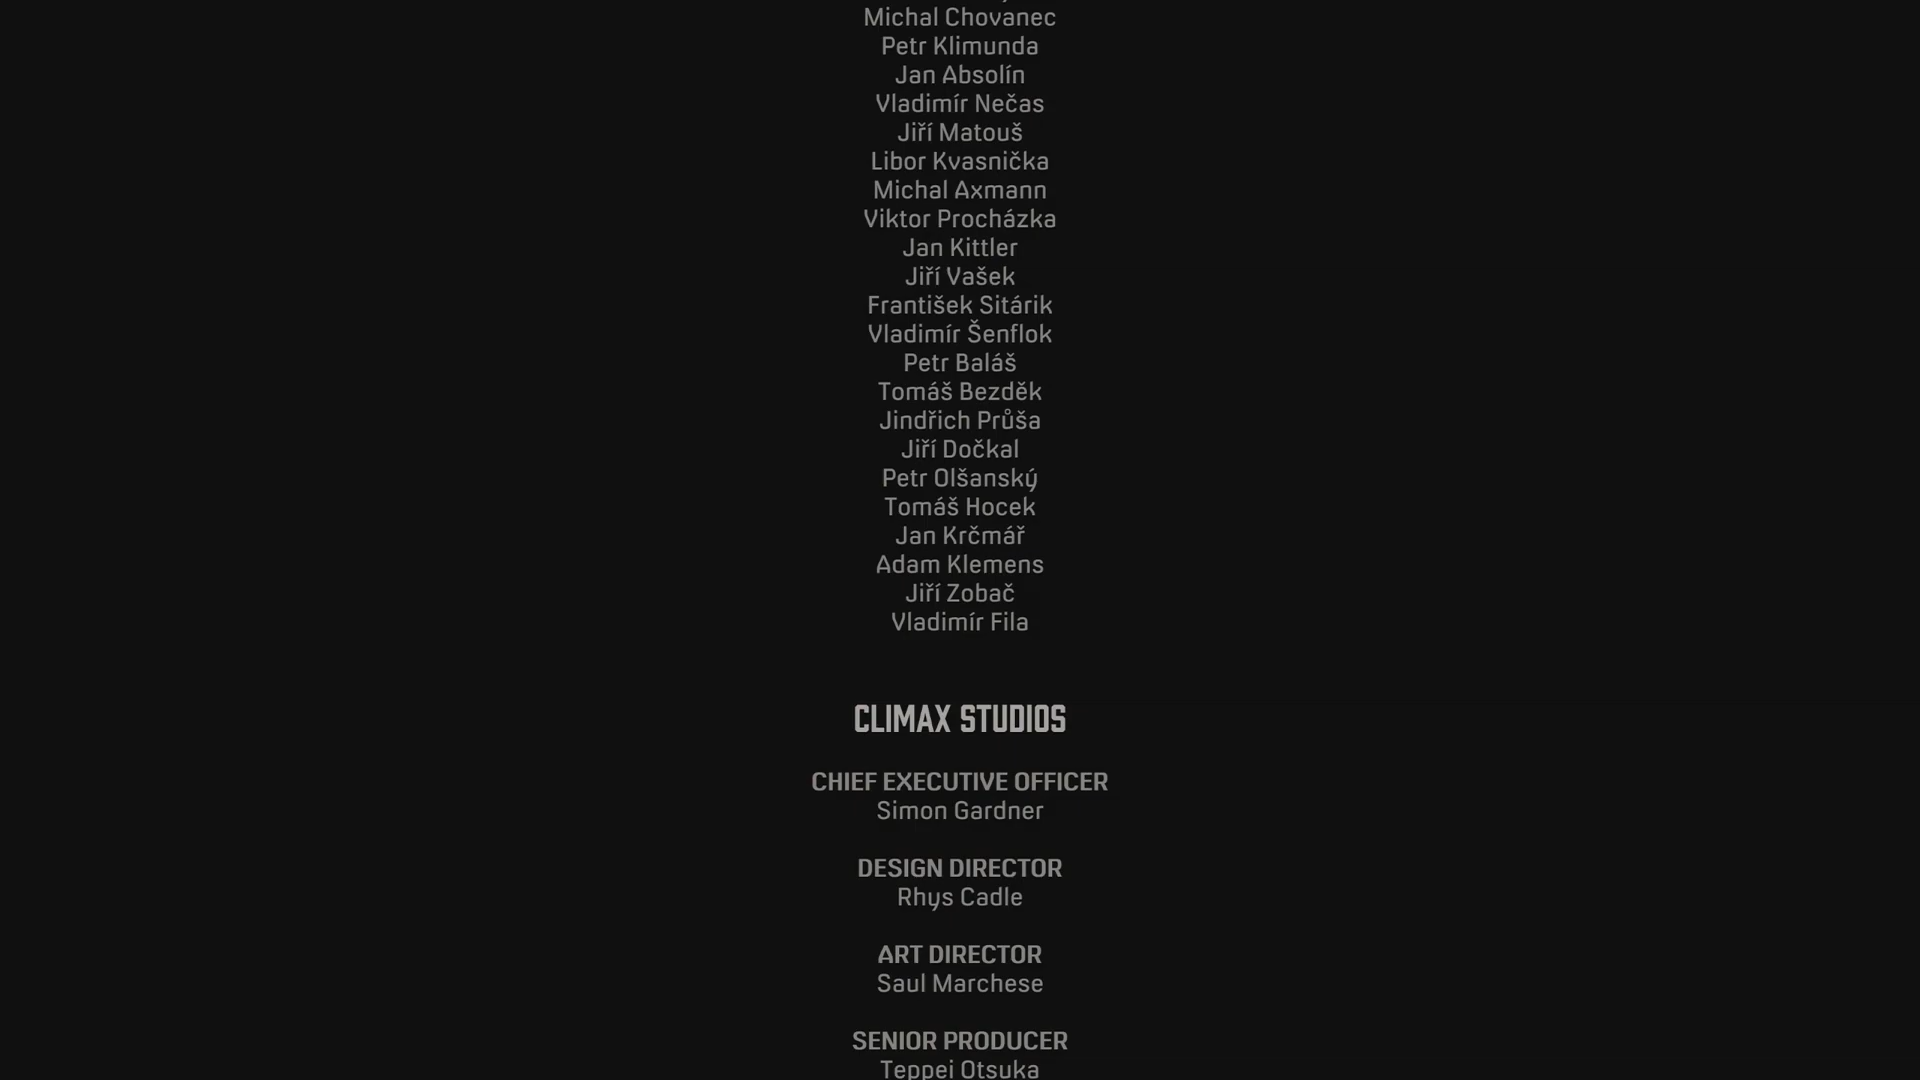 Michal Chovanec
Petr Klimunda
Jan Absolín
Vladimír Nečas
Jiří Matouš
Libor Kvasnička
Michal Axmann
Viktor Procházka
Jan Kittler
Jiří Vašek
František Sitárik
Vladimír Šenflok
Petr Baláš
Tomáš Bezděk
Jindřich Průša
Jiří Dočkal
Petr Olšanský
Tomáš Hocek
Jan Krčmář
Adam Klemens
Jiří Zobač
Vladimír Fila
CLIMAX STUDIOS
CHIEF EXECUTIVE OFFICER
Simon Gardner
DESIGN DIRECTOR
Rhys Cadle
ART DIRECTOR
Saul Marchese
SENIOR PRODUCER
Teppei Otsuka